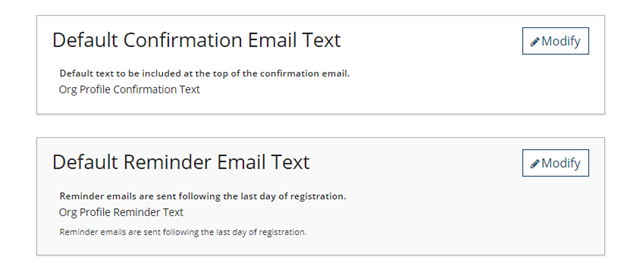 Default Confirmation Email Text
Modify
Default text to be included at the top of the confirmation email.
Org Profile Confirmation Text
Default Reminder Email Text
Modify
Reminder emails are sent following the last day of registration.
Org Profile Reminder Text
Reminder emails are sent following the last day of registration.